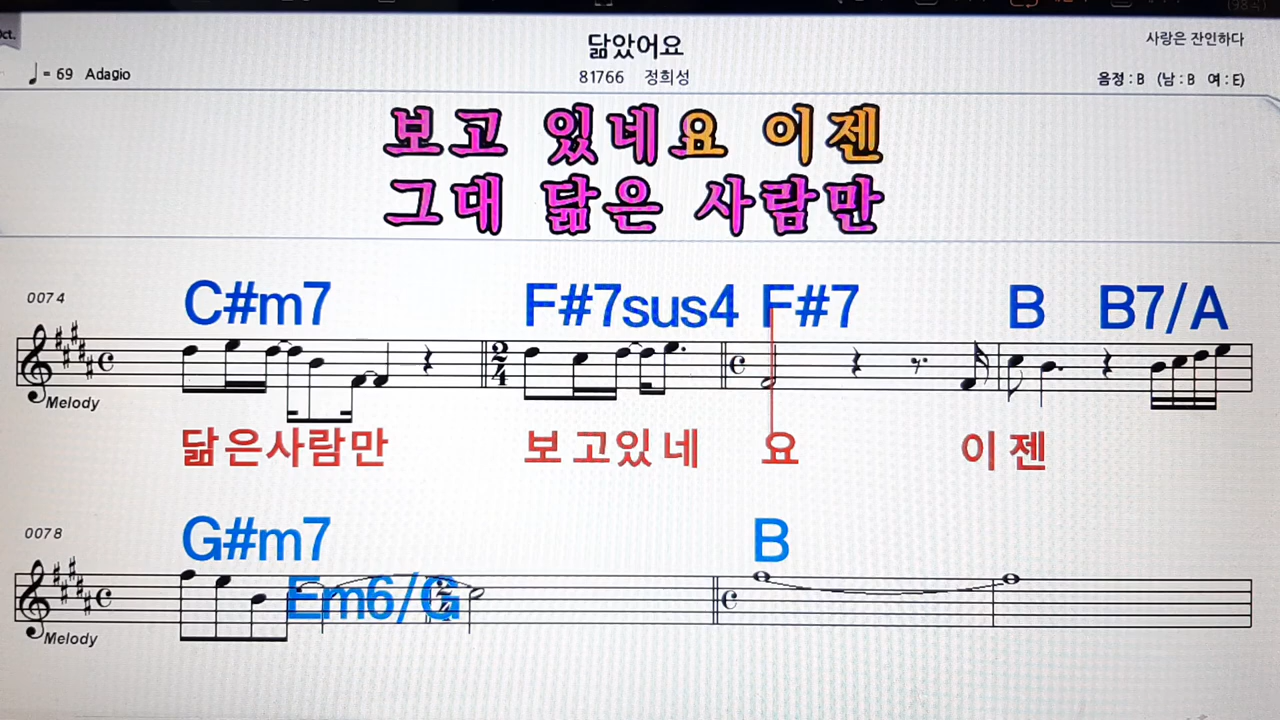 닮았어요
사랑은 잔인하다
♩= 69 Adagio
81766 정희성
음정 : B (남 : B 여 : E)
보고 있네요 이젠
그대 닮은 사람만
0074
C#m7 F#7sus4 F#7 B B7/A
2
4
Melody
닮은사람만 보고있네 요 이젠
0078
G#m7 B
Em6/G
Melody